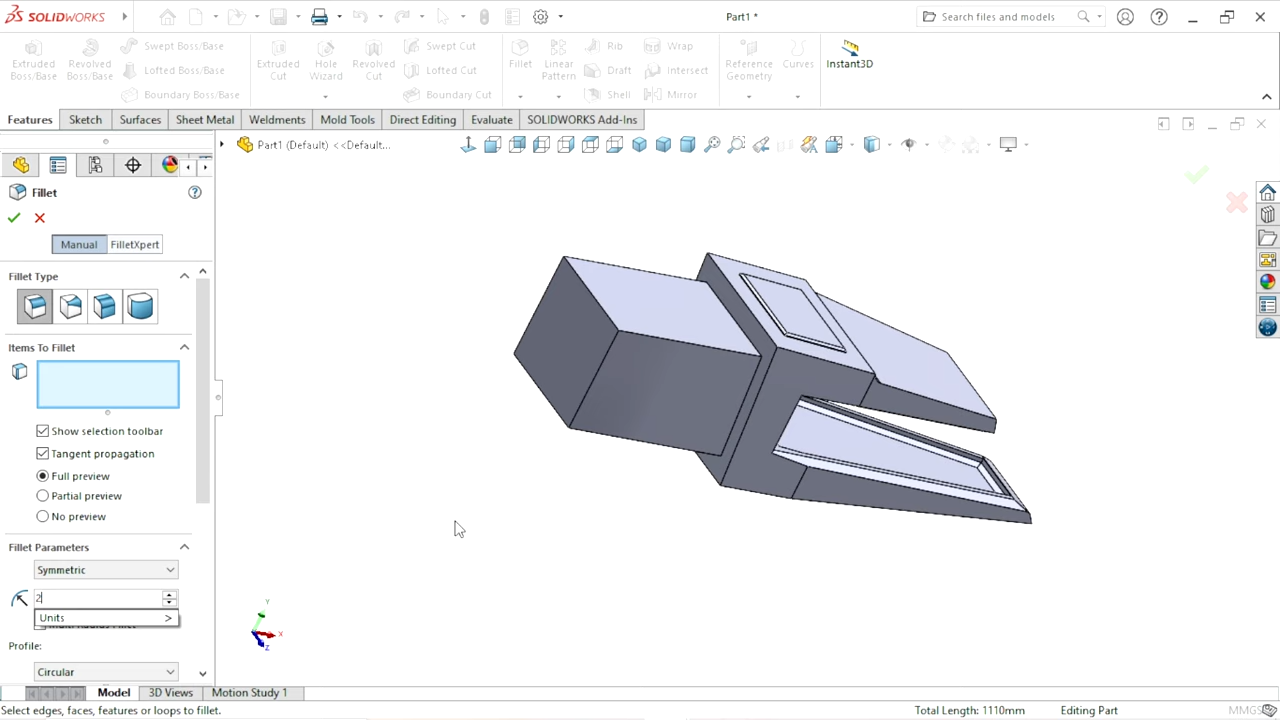 SOLIDWORKS
Part1 *
Search files and models
Extruded Boss/Base
Revolved Boss/Base
Swept Boss/Base
Lofted Boss/Base
Boundary Boss/Base
Extruded Cut
Hole Wizard
Revolved Cut
Swept Cut
Lofted Cut
Boundary Cut
Fillet
Linear Pattern
Rib
Draft
Shell
Wrap
Intersect
Mirror
Reference Geometry
Curves
Instant3D
Features
Sketch
Surfaces
Sheet Metal
Weldments
Mold Tools
Direct Editing
Evaluate
SOLIDWORKS Add-Ins
Part1 (Default) <<Default...
Fillet
Manual
FilletXpert
Fillet Type
Items To Fillet
Show selection toolbar
Tangent propagation
Full preview
Partial preview
No preview
Fillet Parameters
Symmetric
2
Units >
Profile:
Circular
Y
X
Z
Model
3D Views
Motion Study 1
Select edges, faces, features or loops to fillet.
Total Length: 1110mm
Editing Part
MMGS